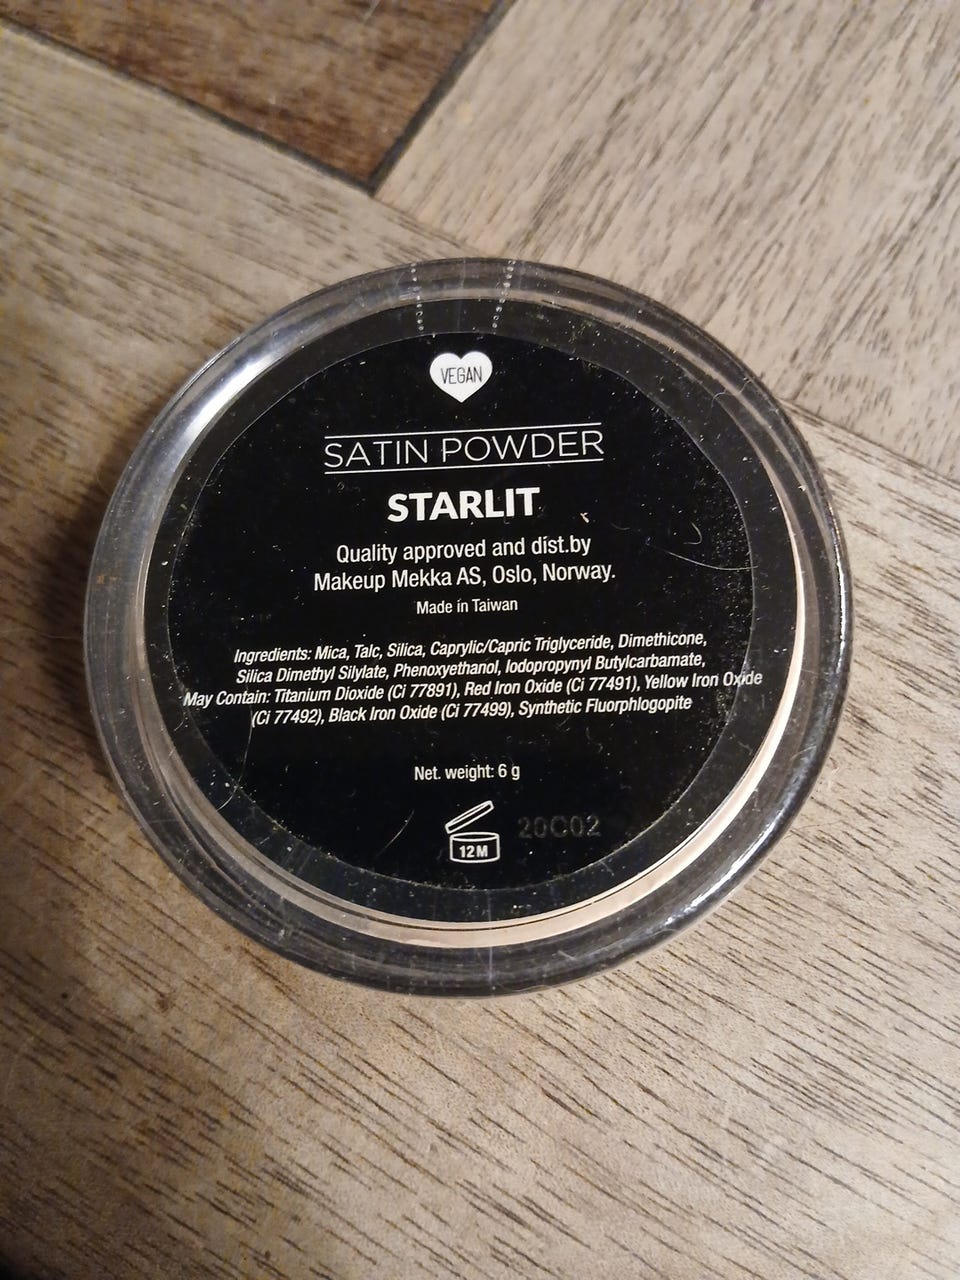 VEGAN
SATIN POWDER
STARLIT
Quality approved and dist.by
Makeup Mekka AS, Oslo, Norway.
Made in Taiwan
Ingredients: Mica, Talc, Silica, Caprylic/Capric Triglyceride, Dimethicone,
Silica Dimethyl Silylate, Phenoxyethanol, Iodopropynyl Butylcarbamate,
May Contain: Titanium Dioxide (Ci 77891), Red Iron Oxide (Ci 77491), Yellow Iron Oxide
(Ci 77492), Black Iron Oxide (Ci 77499), Synthetic Fluorphlogopite
Net. weight: 6 g
12M
20C02